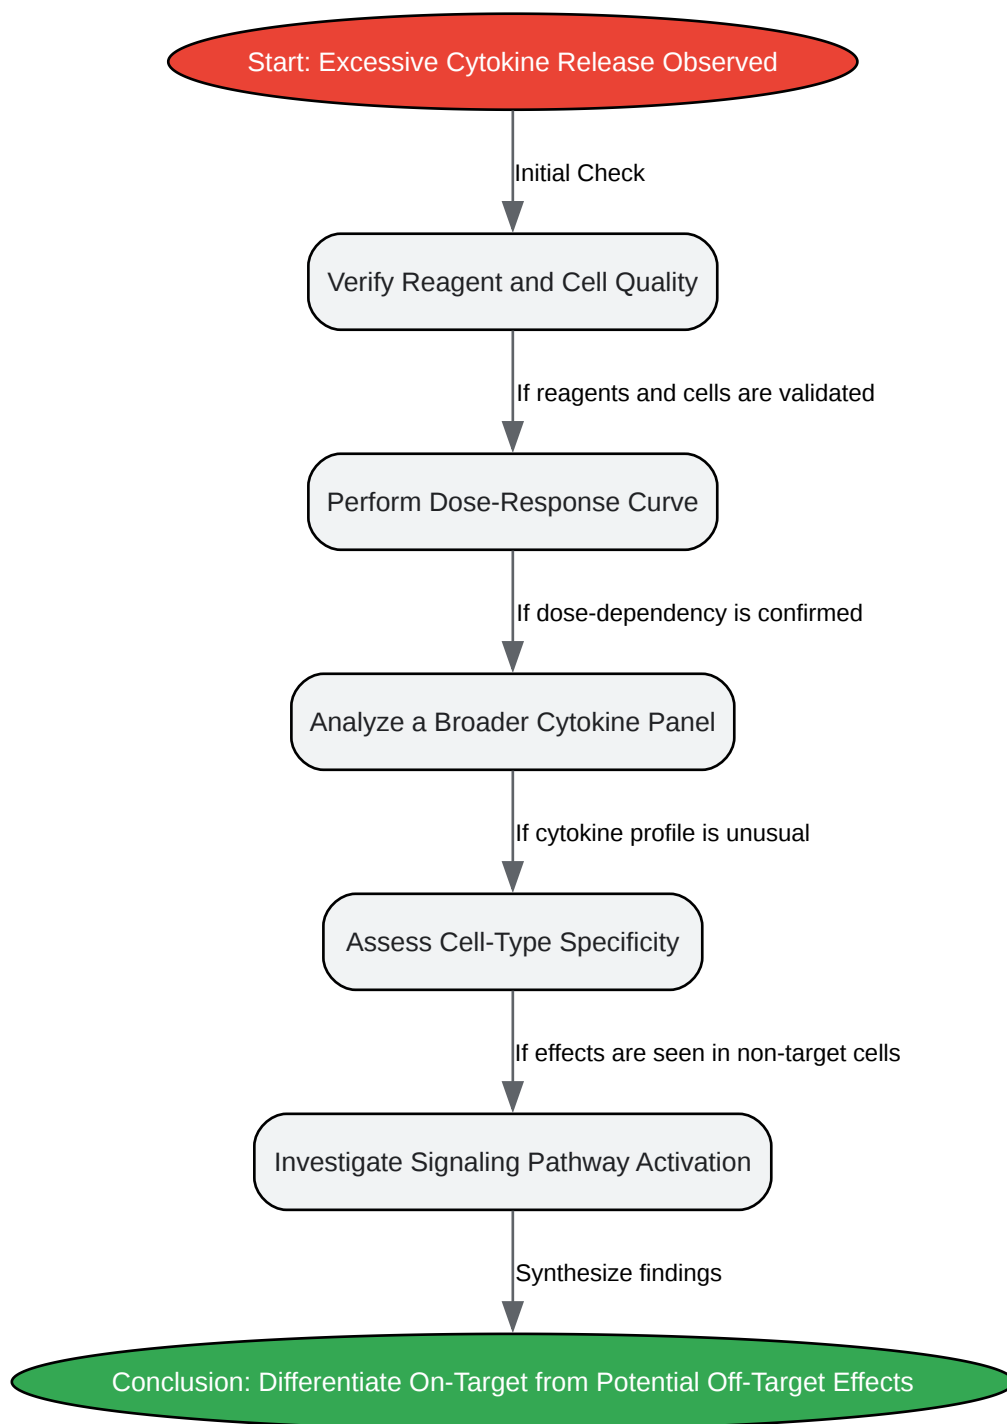 Start: Excessive Cytokine Release Observed
Initial Check
Verify Reagent and Cell Quality
If reagents and cells are validated
Perform Dose-Response Curve
If dose-dependency is confirmed
Analyze a Broader Cytokine Panel
If cytokine profile is unusual
Assess Cell-Type Specificity
If effects are seen in non-target cells
Investigate Signaling Pathway Activation
Synthesize findings
Conclusion: Differentiate On-Target from Potential Off-Target Effects